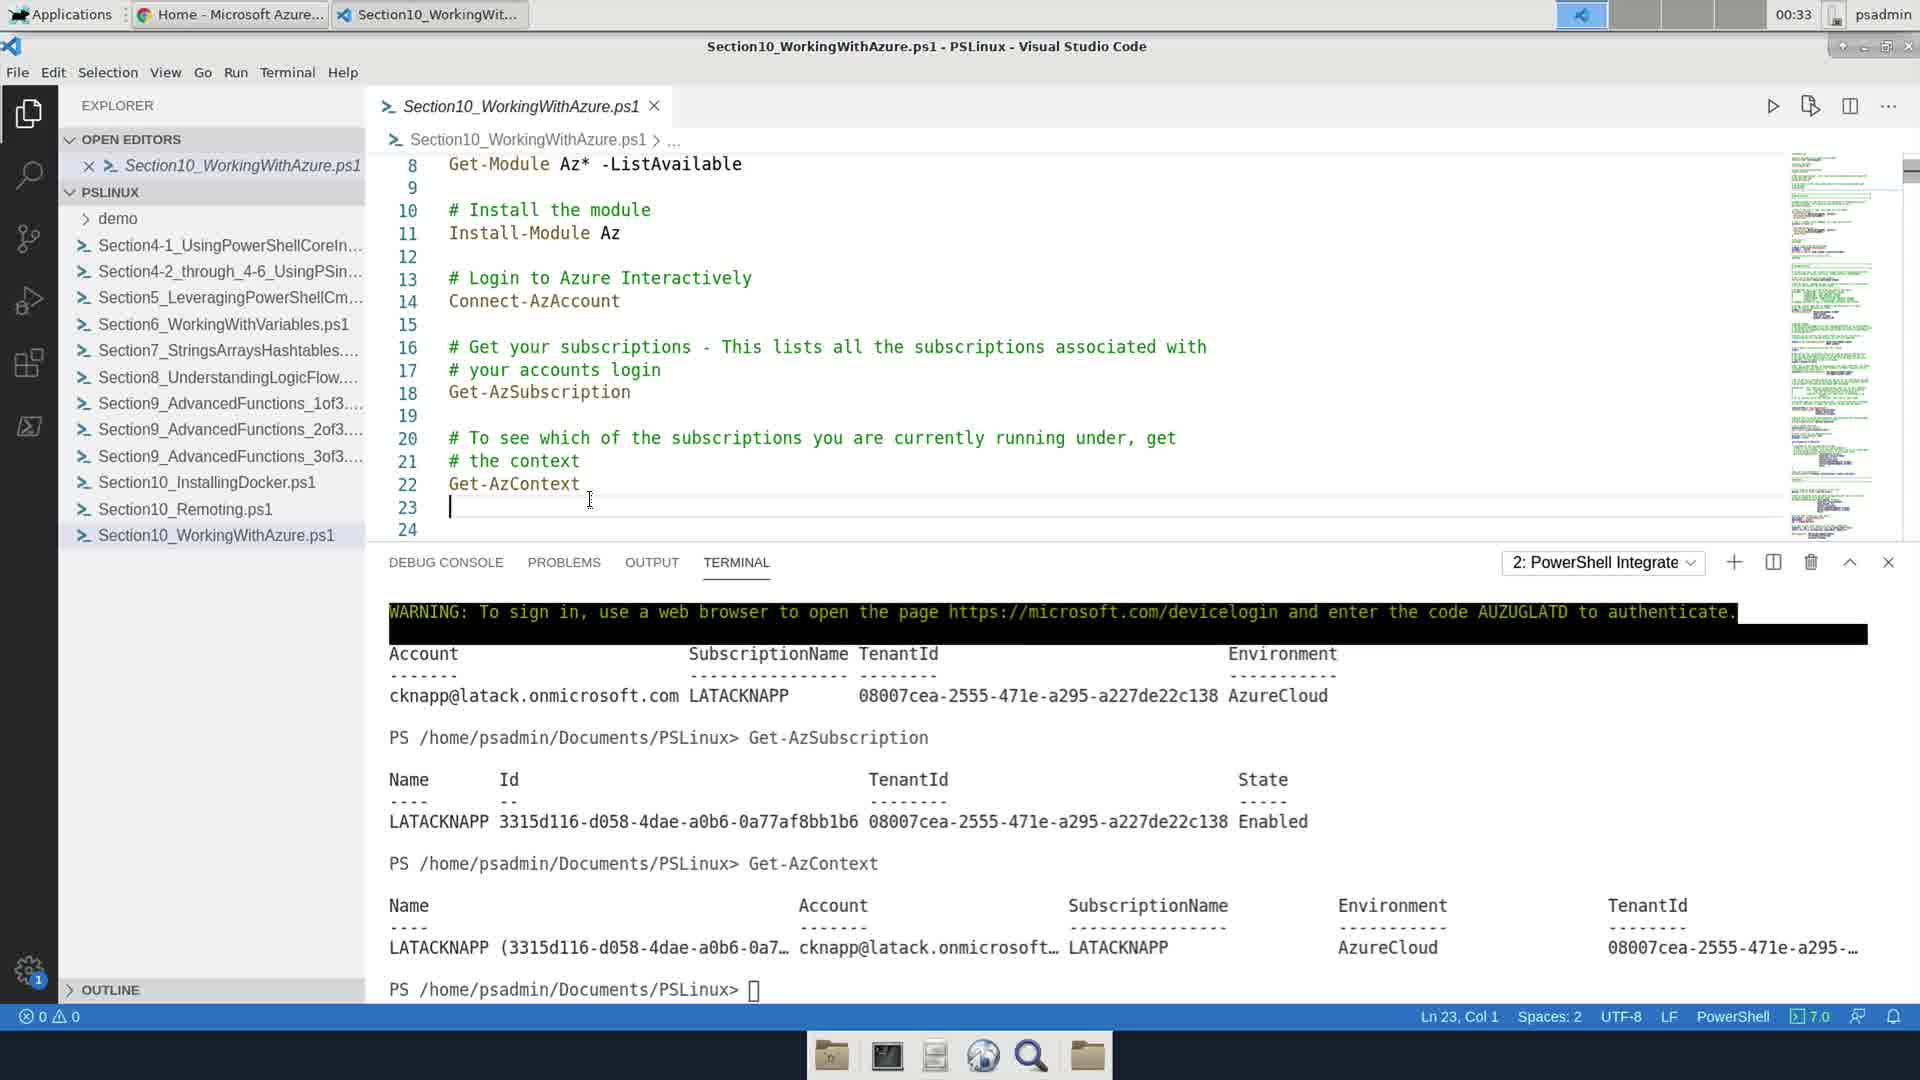 Applications
Home - Microsoft Azure...
Section10_WorkingWit...
00:33
psadmin
Section10_WorkingWithAzure.ps1 - PSLinux - Visual Studio Code
File Edit Selection View Go Run Terminal Help
EXPLORER
OPEN EDITORS
Section10_WorkingWithAzure.ps1
PSLINUX
demo
Section4-1_UsingPowerShellCoreIn...
Section4-2_through_4-6_UsingPSin...
Section5_LeveragingPowerShellCm...
Section6_WorkingWithVariables.ps1
Section7_StringsArraysHashtables....
Section8_UnderstandingLogicFlow....
Section9_AdvancedFunctions_1of3....
Section9_AdvancedFunctions_2of3....
Section9_AdvancedFunctions_3of3....
Section10_InstallingDocker.ps1
Section10_Remoting.ps1
Section10_WorkingWithAzure.ps1
OUTLINE
1
Section10_WorkingWithAzure.ps1
Section10_WorkingWithAzure.ps1 > ...
8 Get-Module Az* -ListAvailable
9
10 # Install the module
11 Install-Module Az
12
13 # Login to Azure Interactively
14 Connect-AzAccount
15
16 # Get your subscriptions - This lists all the subscriptions associated with
17 # your accounts login
18 Get-AzSubscription
19
20 # To see which of the subscriptions you are currently running under, get
21 # the context
22 Get-AzContext
23
24
DEBUG CONSOLE PROBLEMS OUTPUT TERMINAL
2: PowerShell Integrate
WARNING: To sign in, use a web browser to open the page https://microsoft.com/devicelogin and enter the code AUZUGLATD to authenticate.
Account SubscriptionName TenantId Environment
------- ---------------- -------- -----------
cknapp@latack.onmicrosoft.com LATACKNAPP 08007cea-2555-471e-a295-a227de22c138 AzureCloud
PS /home/psadmin/Documents/PSLinux> Get-AzSubscription
Name Id TenantId State
---- -- -------- -----
LATACKNAPP 3315d116-d058-4dae-a0b6-0a77af8bb1b6 08007cea-2555-471e-a295-a227de22c138 Enabled
PS /home/psadmin/Documents/PSLinux> Get-AzContext
Name Account SubscriptionName Environment TenantId
---- ------- ---------------- ----------- --------
LATACKNAPP (3315d116-d058-4dae-a0b6-0a7… cknapp@latack.onmicrosoft… LATACKNAPP AzureCloud 08007cea-2555-471e-a295-…
PS /home/psadmin/Documents/PSLinux>
0 0
Ln 23, Col 1 Spaces: 2 UTF-8 LF PowerShell 7.0